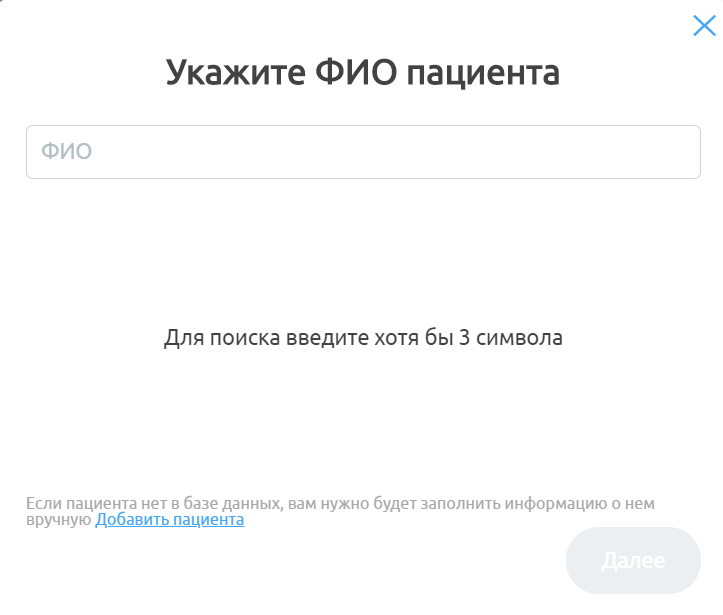 Укажите ФИО пациента
ФИО
Для поиска введите хотя бы 3 символа
Если пациента нет в базе данных, вам нужно будет заполнить информацию о нем
вручную Добавить пациента
Далее